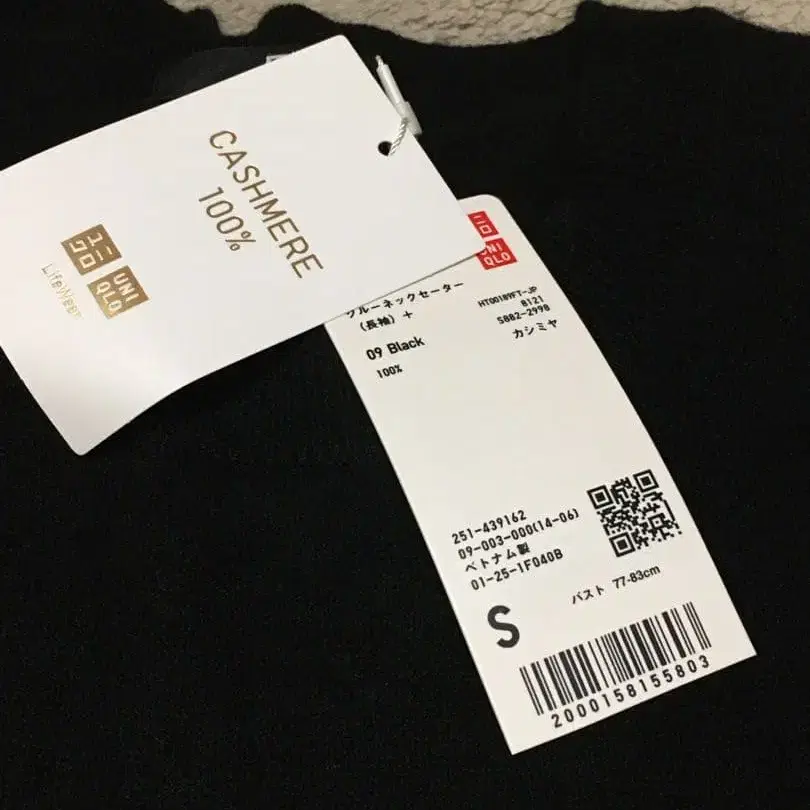 CASHMERE
100%
ユニ
クロ
UNI
QLO
LifeWear
UNI
QLO
クルーネックセーター
(長袖)+
HT00189FT-JP
8121
5882-2998
09 Black
カシミヤ
100%
251-439162
09-003-000(14-06)
ベトナム製
01-25-1F040B
S
バスト 77-83cm
2000158155803